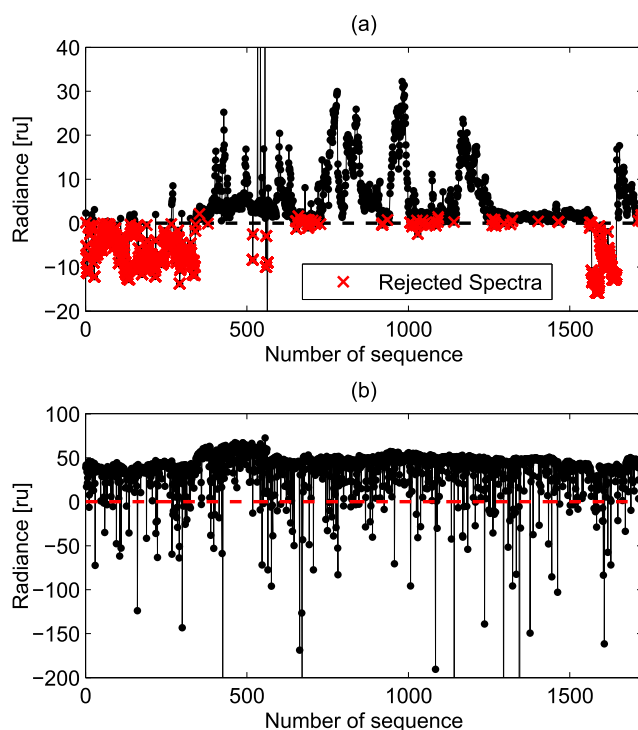 (a)
Radiance [ru]
40
30
20
10
0
−10
−20
× Rejected Spectra
0 500 1000 1500
Number of sequence
(b)
Radiance [ru]
100
50
0
−50
−100
−150
−200
0 500 1000 1500
Number of sequence